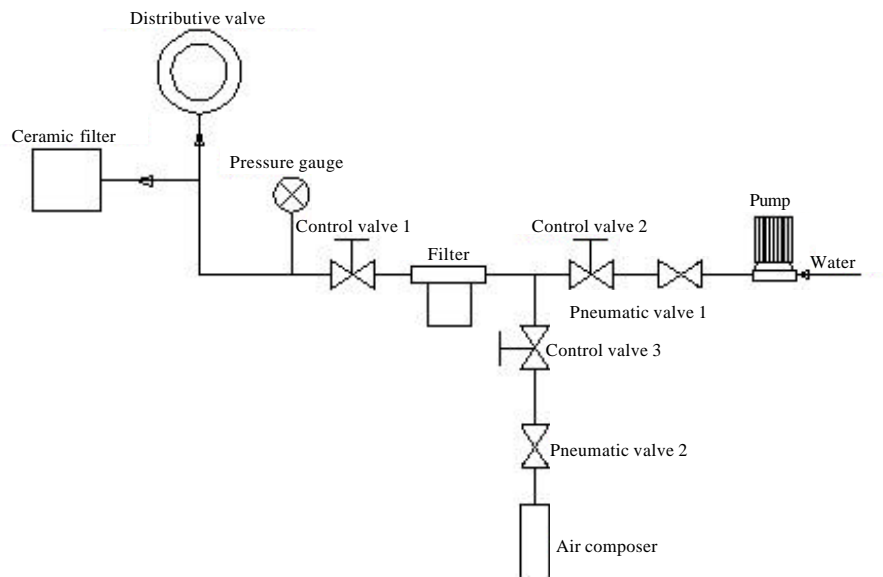 Distributive valve
Ceramic filter
Pressure gauge
Control valve 1
Filter
Control valve 2
Pump
Water
Pneumatic valve 1
Control valve 3
Pneumatic valve 2
Air composer